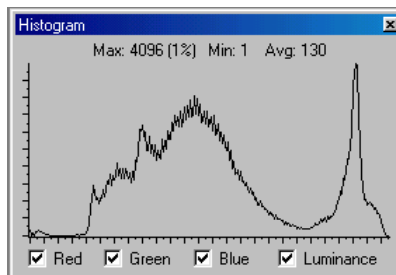 Histogram
Max: 4096 (1%) Min: 1 Avg: 130
Red Green Blue Luminance